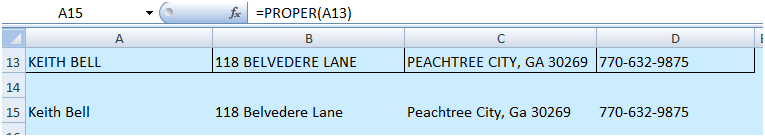 A15 fx =PROPER(A13)
A B C D
13 KEITH BELL 118 BELVEDERE LANE PEACHTREE CITY, GA 30269 770-632-9875
14
15 Keith Bell 118 Belvedere Lane Peachtree City, Ga 30269 770-632-9875